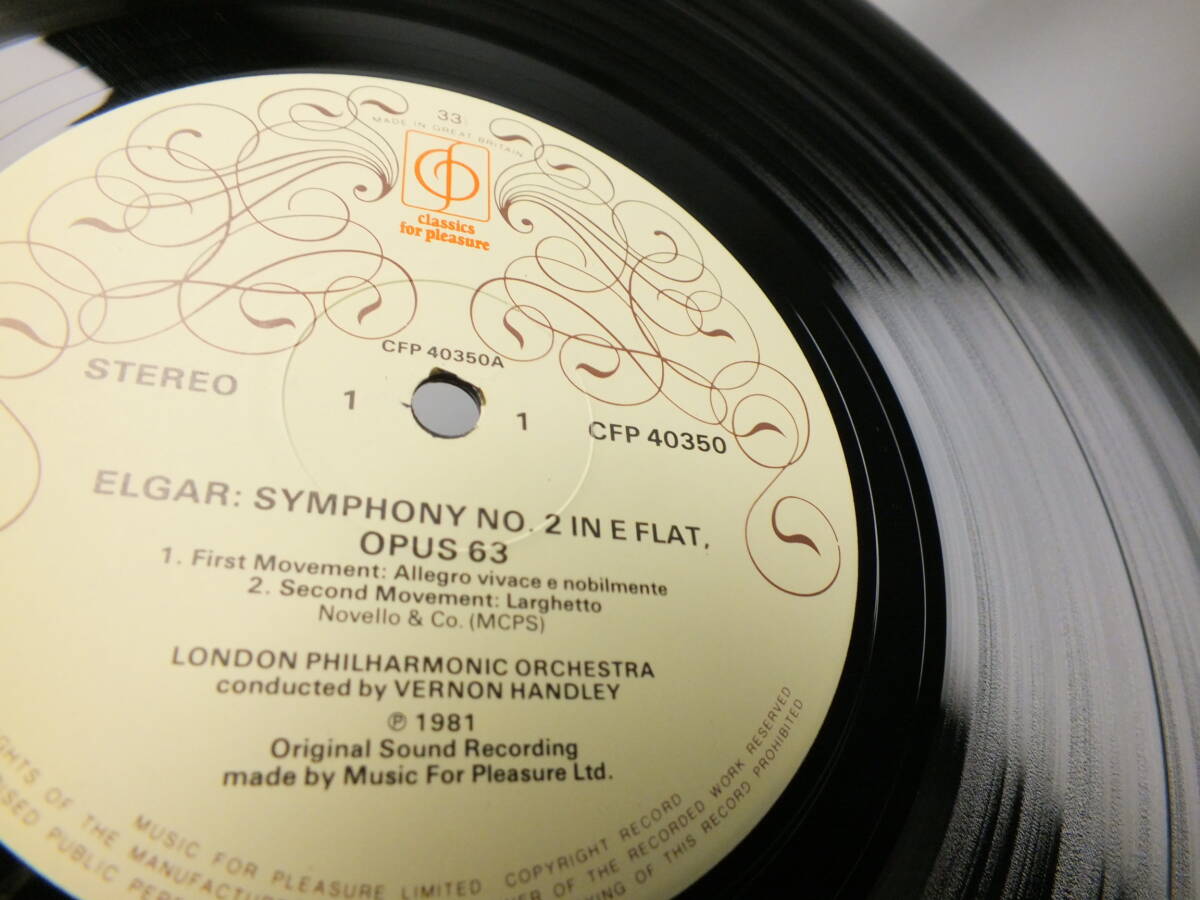 33
MADE IN GREAT BRITAIN
classics
for pleasure
CFP 40350A
STEREO
1
1
CFP 40350
ELGAR: SYMPHONY NO. 2 IN E FLAT,
OPUS 63
1. First Movement: Allegro vivace e nobilmente
2. Second Movement: Larghetto
Novello & Co. (MCPS)
LONDON PHILHARMONIC ORCHESTRA
conducted by VERNON HANDLEY
℗ 1981
Original Sound Recording
made by Music For Pleasure Ltd.
MUSIC FOR PLEASURE LIMITED COPYRIGHT RECORD
OF THE OF THE RECORDED WORK RESERVED
PUBLIC OF THIS RECORD PROHIBITED